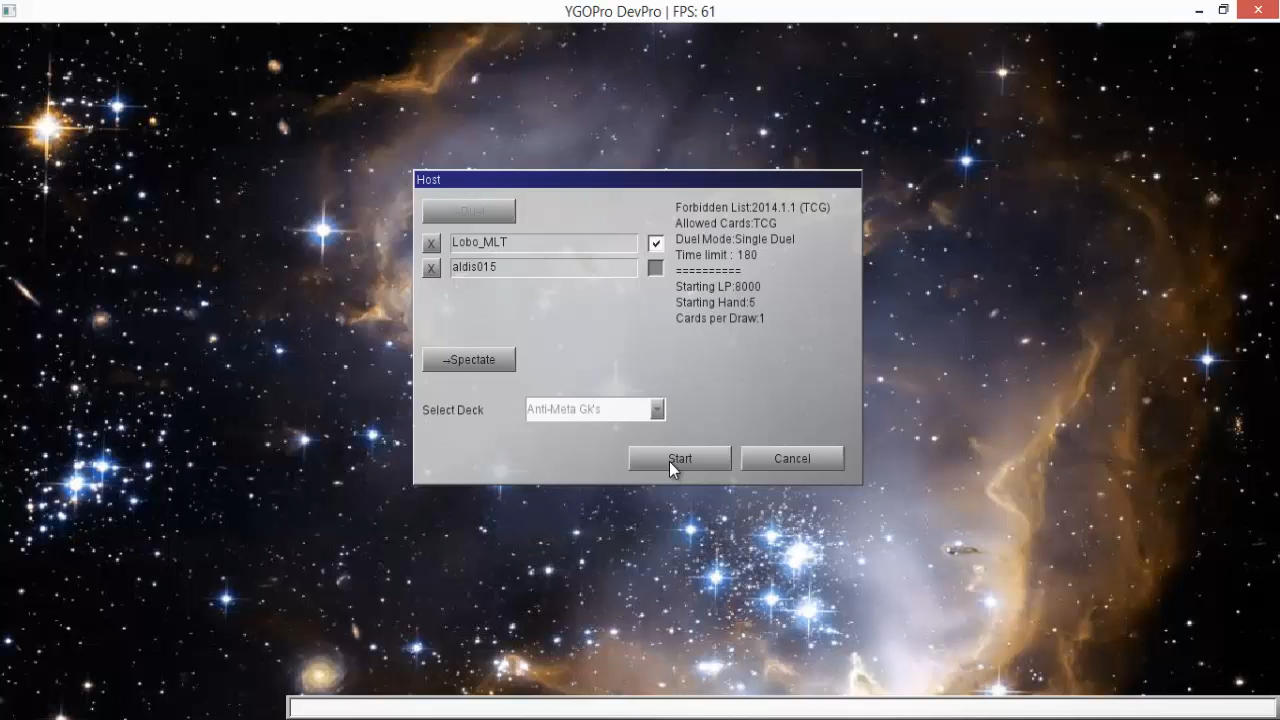 YGOPro DevPro | FPS: 61
Host
→Duel
X Lobo_MLT
X aldis015
Forbidden List:2014.1.1 (TCG)
Allowed Cards:TCG
Duel Mode:Single Duel
Time limit : 180
==========
Starting LP:8000
Starting Hand:5
Cards per Draw:1
→Spectate
Select Deck Anti-Meta Gk's
Start Cancel